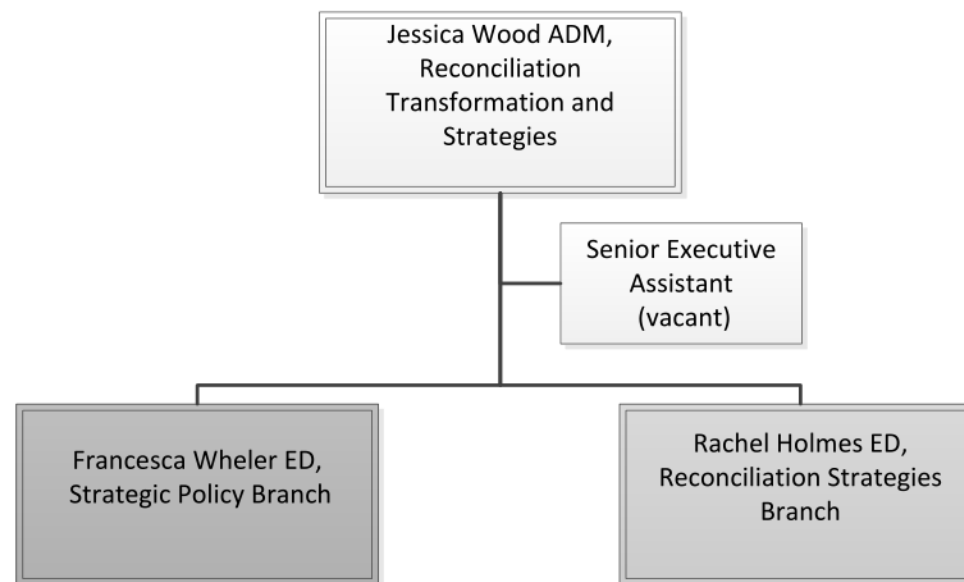 Jessica Wood ADM,
Reconciliation
Transformation and
Strategies
Senior Executive
Assistant
(vacant)
Francesca Wheler ED,
Strategic Policy Branch
Rachel Holmes ED,
Reconciliation Strategies
Branch